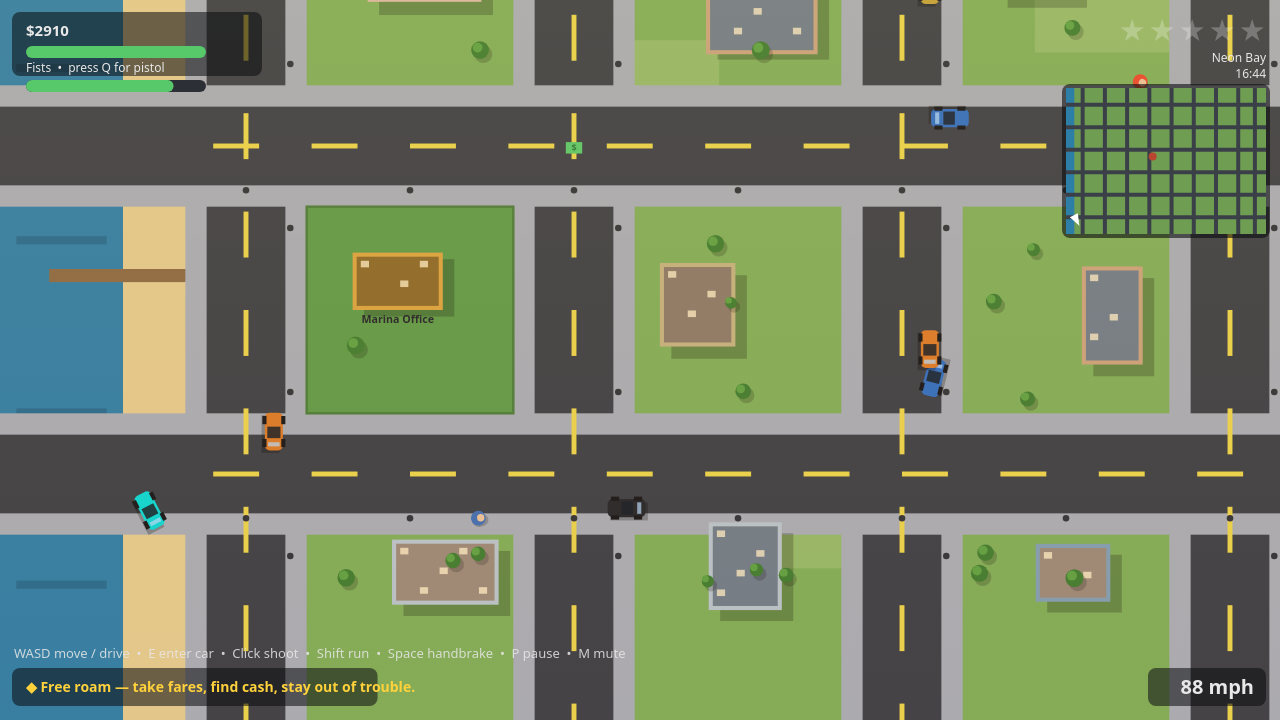 $2910
Fists • press Q for pistol
★★★★★
Neon Bay
16:44
$
Marina Office
WASD move / drive • E enter car • Click shoot • Shift run • Space handbrake • P pause • M mute
◆ Free roam — take fares, find cash, stay out of trouble.
88 mph